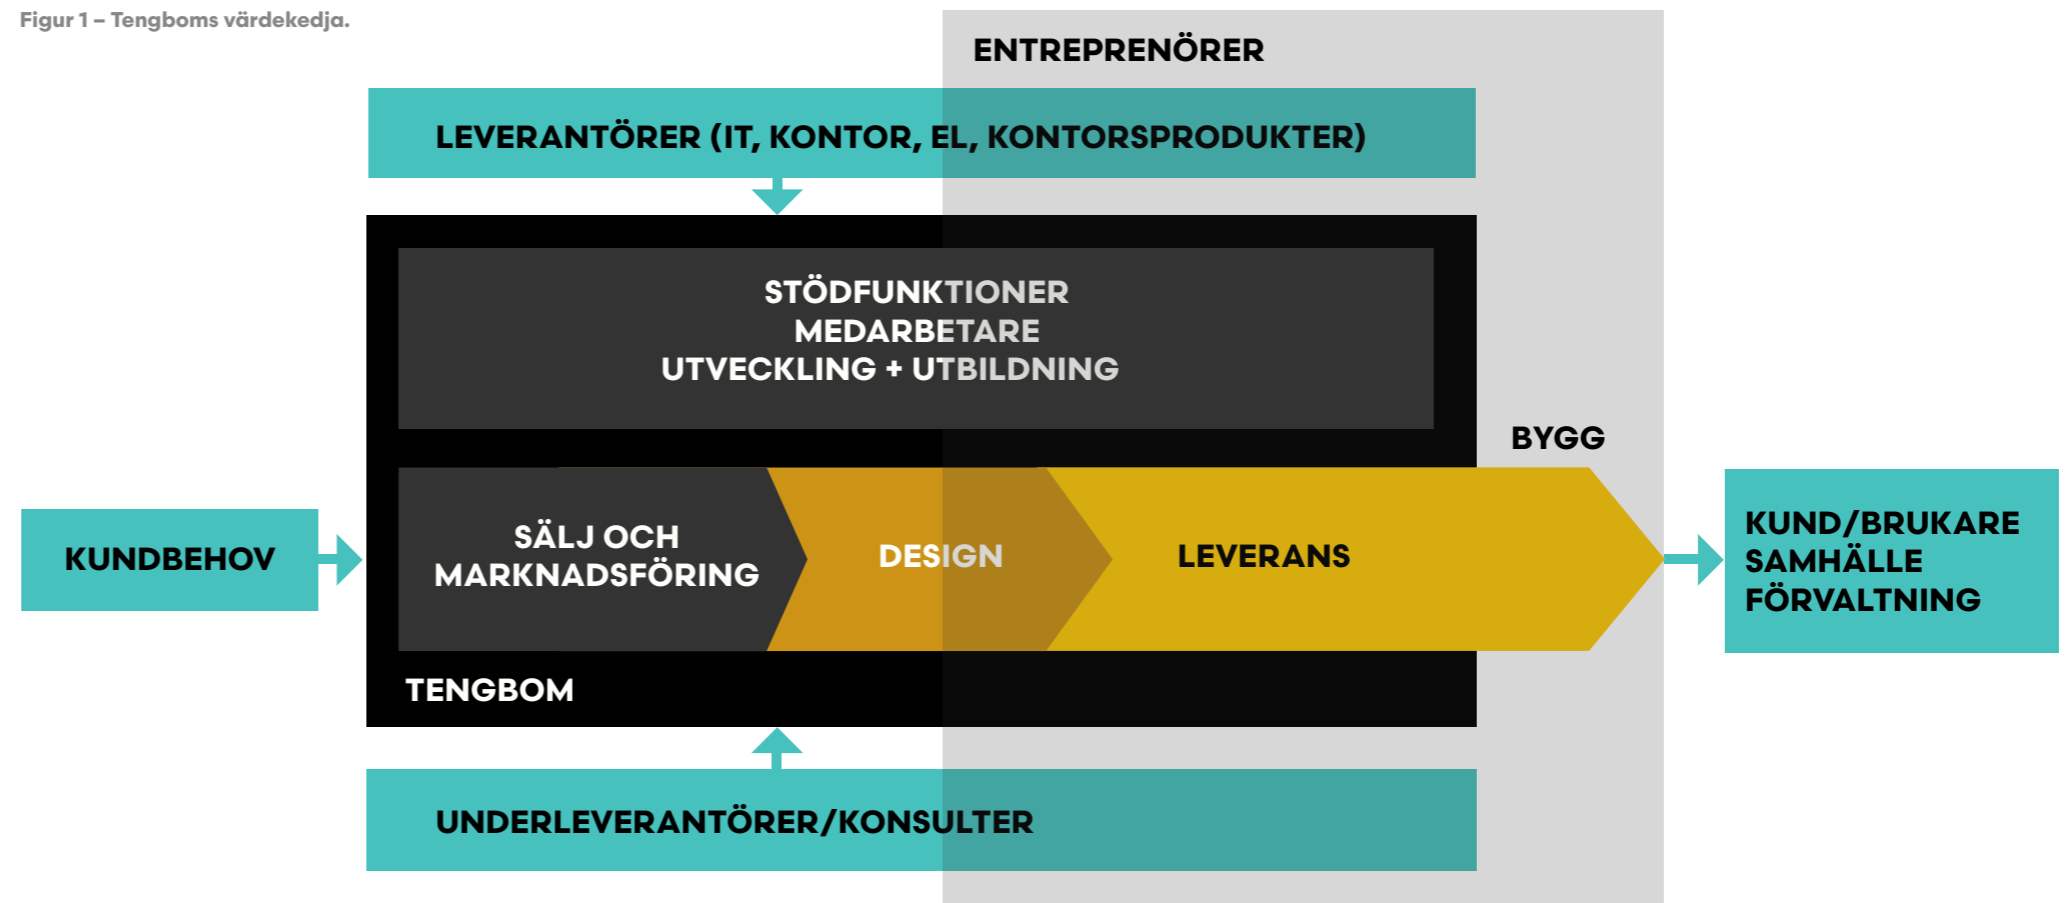 Figur 1 – Tengboms värdekedja.
ENTREPRENÖRER
LEVERANTÖRER (IT, KONTOR, EL, KONTORSPRODUKTER)
STÖDFUNKTIONER
MEDARBETARE
UTVECKLING + UTBILDNING
BYGG
KUNDBEHOV
SÄLJ OCH
MARKNADSFÖRING
DESIGN
LEVERANS
KUND/BRUKARE
SAMHÄLLE
FÖRVALTNING
TENGBOM
UNDERLEVERANTÖRER/KONSULTER